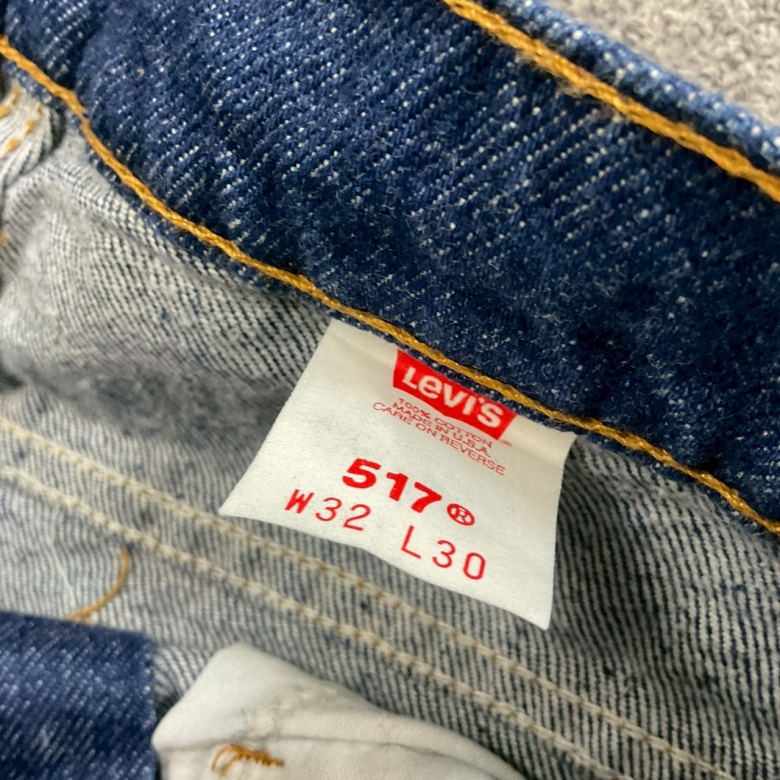 LeVI'S ®
100% COTTON
MADE IN U.S.A.
CARE ON REVERSE
517®
W32 L30